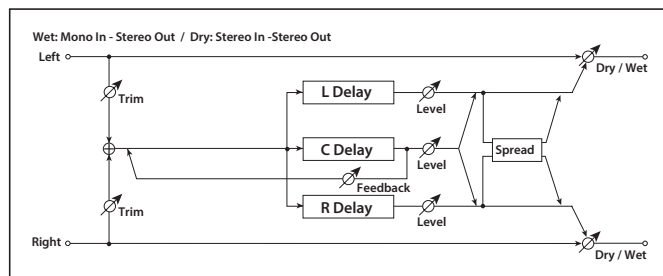 Wet: Mono In - Stereo Out / Dry: Stereo In -Stereo Out
Left
Dry / Wet
Trim
L Delay
Level
C Delay
Spread
Level
Feedback
Trim
R Delay
Level
Right
Dry / Wet